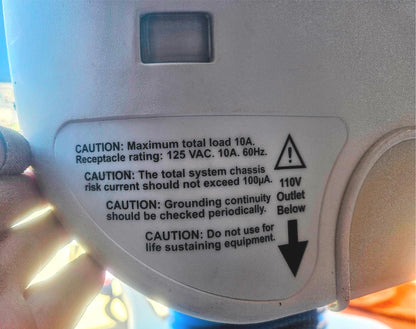 CAUTION: Maximum total load 10A.
Receptacle rating: 125 VAC. 10A. 60Hz.
CAUTION: The total system chassis
risk current should not exceed 100µA.
CAUTION: Grounding continuity
should be checked periodically.
CAUTION: Do not use for
life sustaining equipment.
!
110V
Outlet
Below